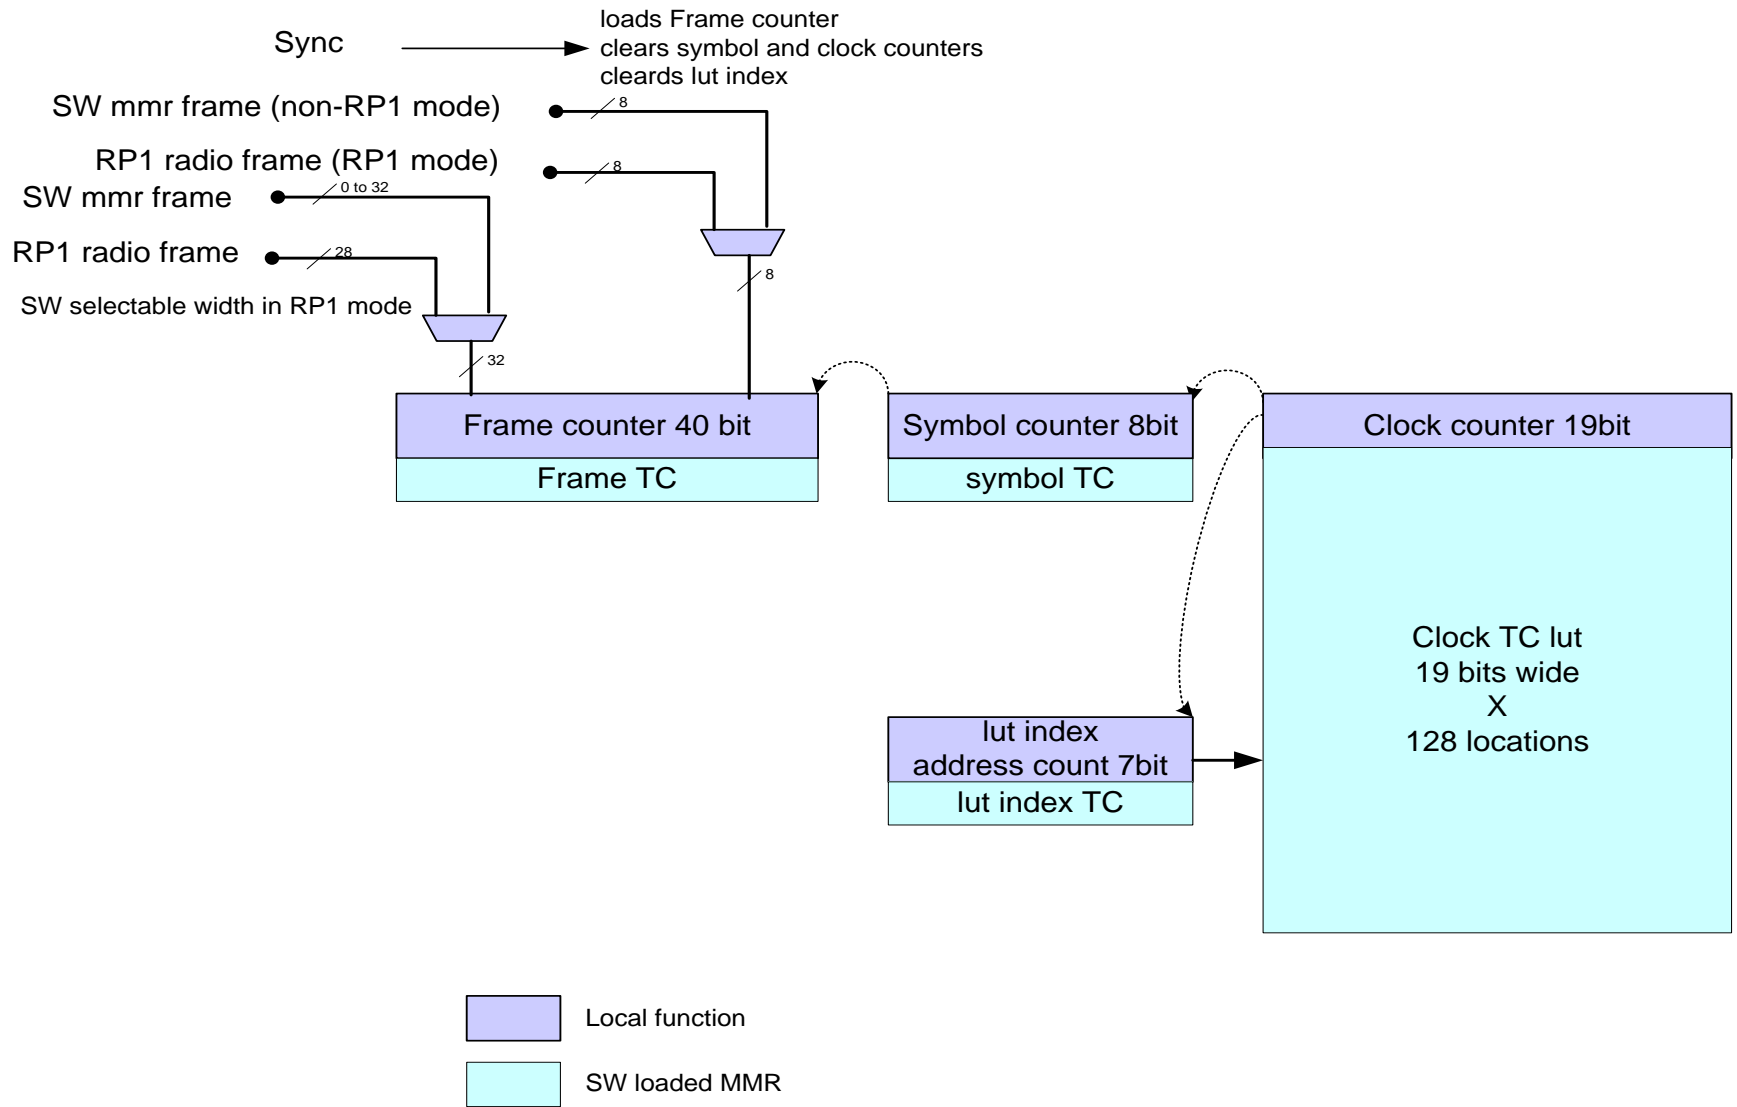 loads Frame counter
Sync
clears symbol and clock counters
cleards lut index
SW mmr frame (non-RP1 mode)
8
RP1 radio frame (RP1 mode)
8
SW mmr frame
0 to 32
RP1 radio frame
28
8
SW selectable width in RP1 mode
32
Frame counter 40 bit
Symbol counter 8bit
Clock counter 19bit
Frame TC
symbol TC
Clock TC lut
19 bits wide
X
128 locations
lut index
address count 7bit
lut index TC
Local function
SW loaded MMR